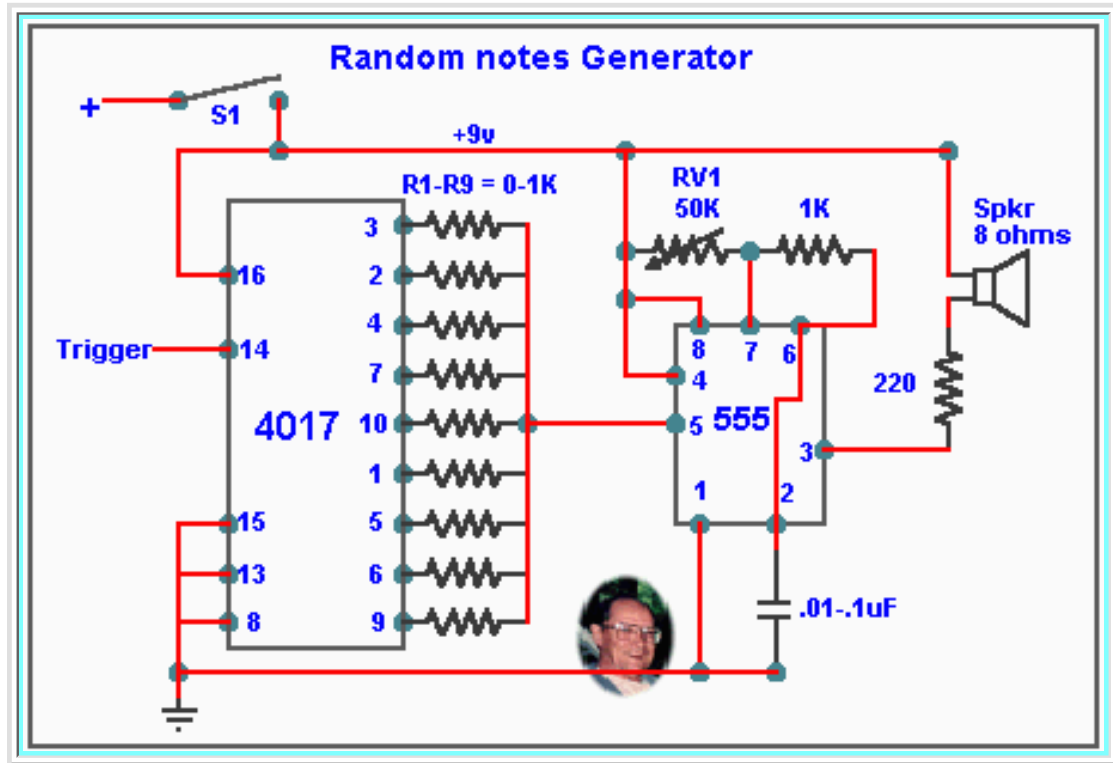 Random notes Generator
+
S1
+9v
R1-R9 = 0-1K
RV1
50K
1K
Spkr
8 ohms
3
16
2
8
7
6
4
Trigger
14
4
7
220
4017
10
5
555
3
1
1
2
15
5
13
6
8
9
.01-.1uF